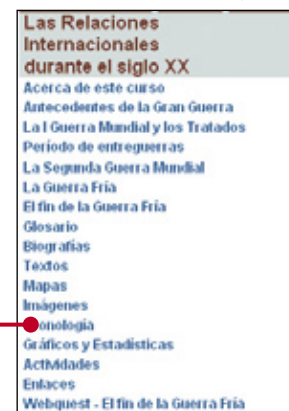 Las Relaciones
Internacionales
durante el siglo XX
Acerca de este curso
Antecedentes de la Gran Guerra
La I Guerra Mundial y los Tratados
Período de entreguerras
La Segunda Guerra Mundial
La Guerra Fría
El fin de la Guerra Fría
Glosario
Biografías
Textos
Mapas
Imágenes
onología
Gráficos y Estadísticas
Actividades
Enlaces
Webquest - El fin de la Guerra Fría